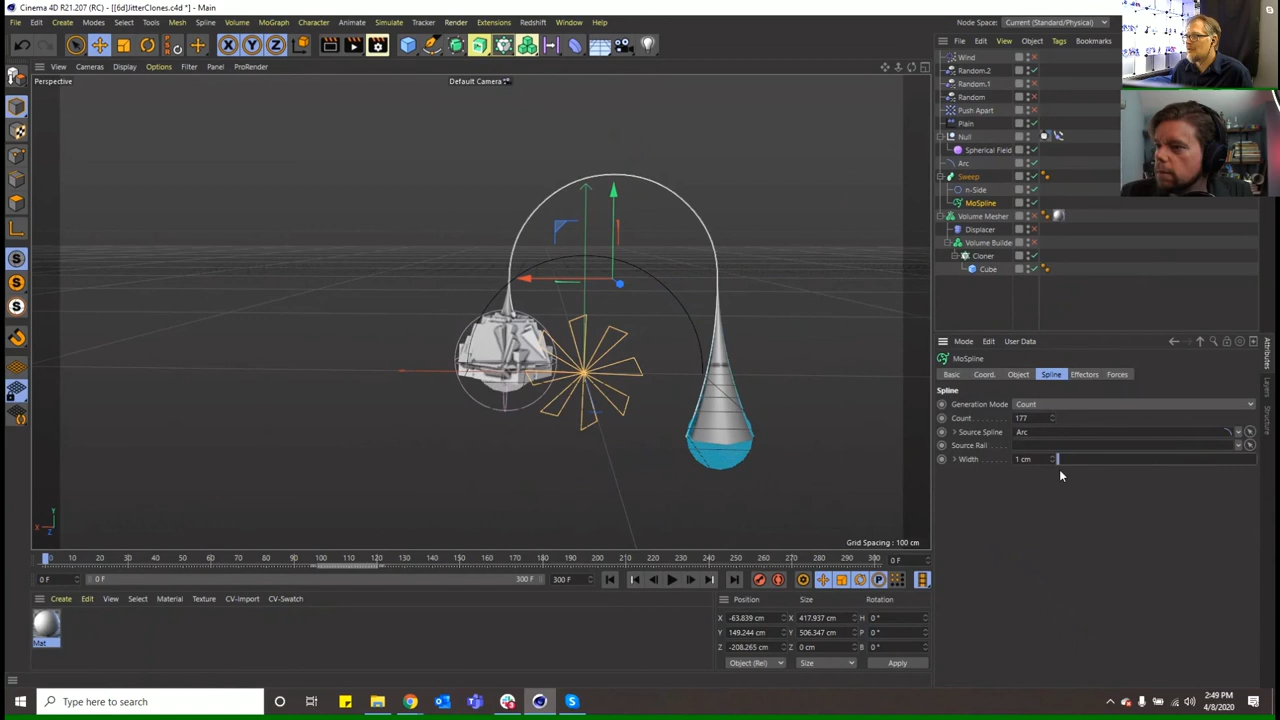 Cinema 4D R21.207 (RC) - [[6d]JitterClones.c4d *] - Main
File Edit Create Modes Select Tools Mesh Spline Volume MoGraph Character Animate Simulate Tracker Render Extensions Redshift Window Help
Node Space: Current (Standard/Physical)
X Y Z
File Edit View Object Tags Bookmarks
View Cameras Display Options Filter Panel ProRender
Perspective
Default Camera
Wind
Random.2
Random.1
Random
Push Apart
Plain
Null
Spherical Field
Arc
Sweep
n-Side
MoSpline
Volume Mesher
Displacer
Volume Builde
Cloner
Cube
Mode Edit User Data
MoSpline
Basic Coord. Object Spline Effectors Forces
Spline
Generation Mode Count
Count 177
Source Spline Arc
Source Rail
Width 1 cm
Attributes
Layers
Structure
Grid Spacing : 100 cm
0 10 20 30 40 50 60 70 80 90 100 110 120 130 140 150 160 170 180 190 200 210 220 230 240 250 260 270 280 290 300 0 F
0 F 0 F 300 F 300 F
Create Edit View Select Material Texture CV-Import CV-Swatch
Mat
Position Size Rotation
X -63.839 cm X 417.937 cm H 0 °
Y 149.244 cm Y 506.347 cm P 0 °
Z -208.265 cm Z 0 cm B 0 °
Object (Rel) Size Apply
Type here to search
2:49 PM
4/8/2020